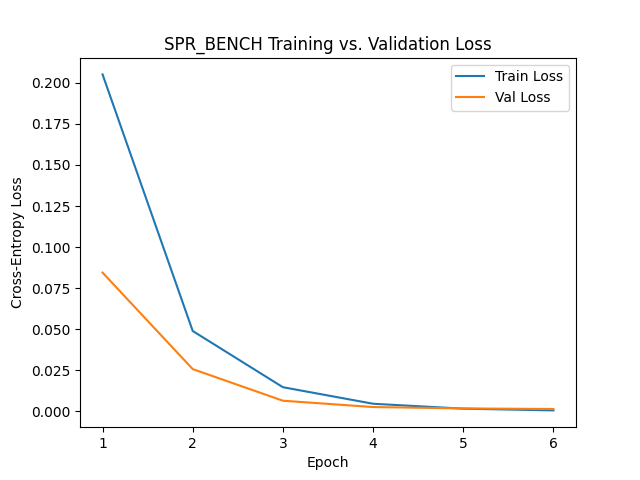 SPR_BENCH Training vs. Validation Loss
Train Loss
Val Loss
Cross-Entropy Loss
0.200
0.175
0.150
0.125
0.100
0.075
0.050
0.025
0.000
1 2 3 4 5 6
Epoch